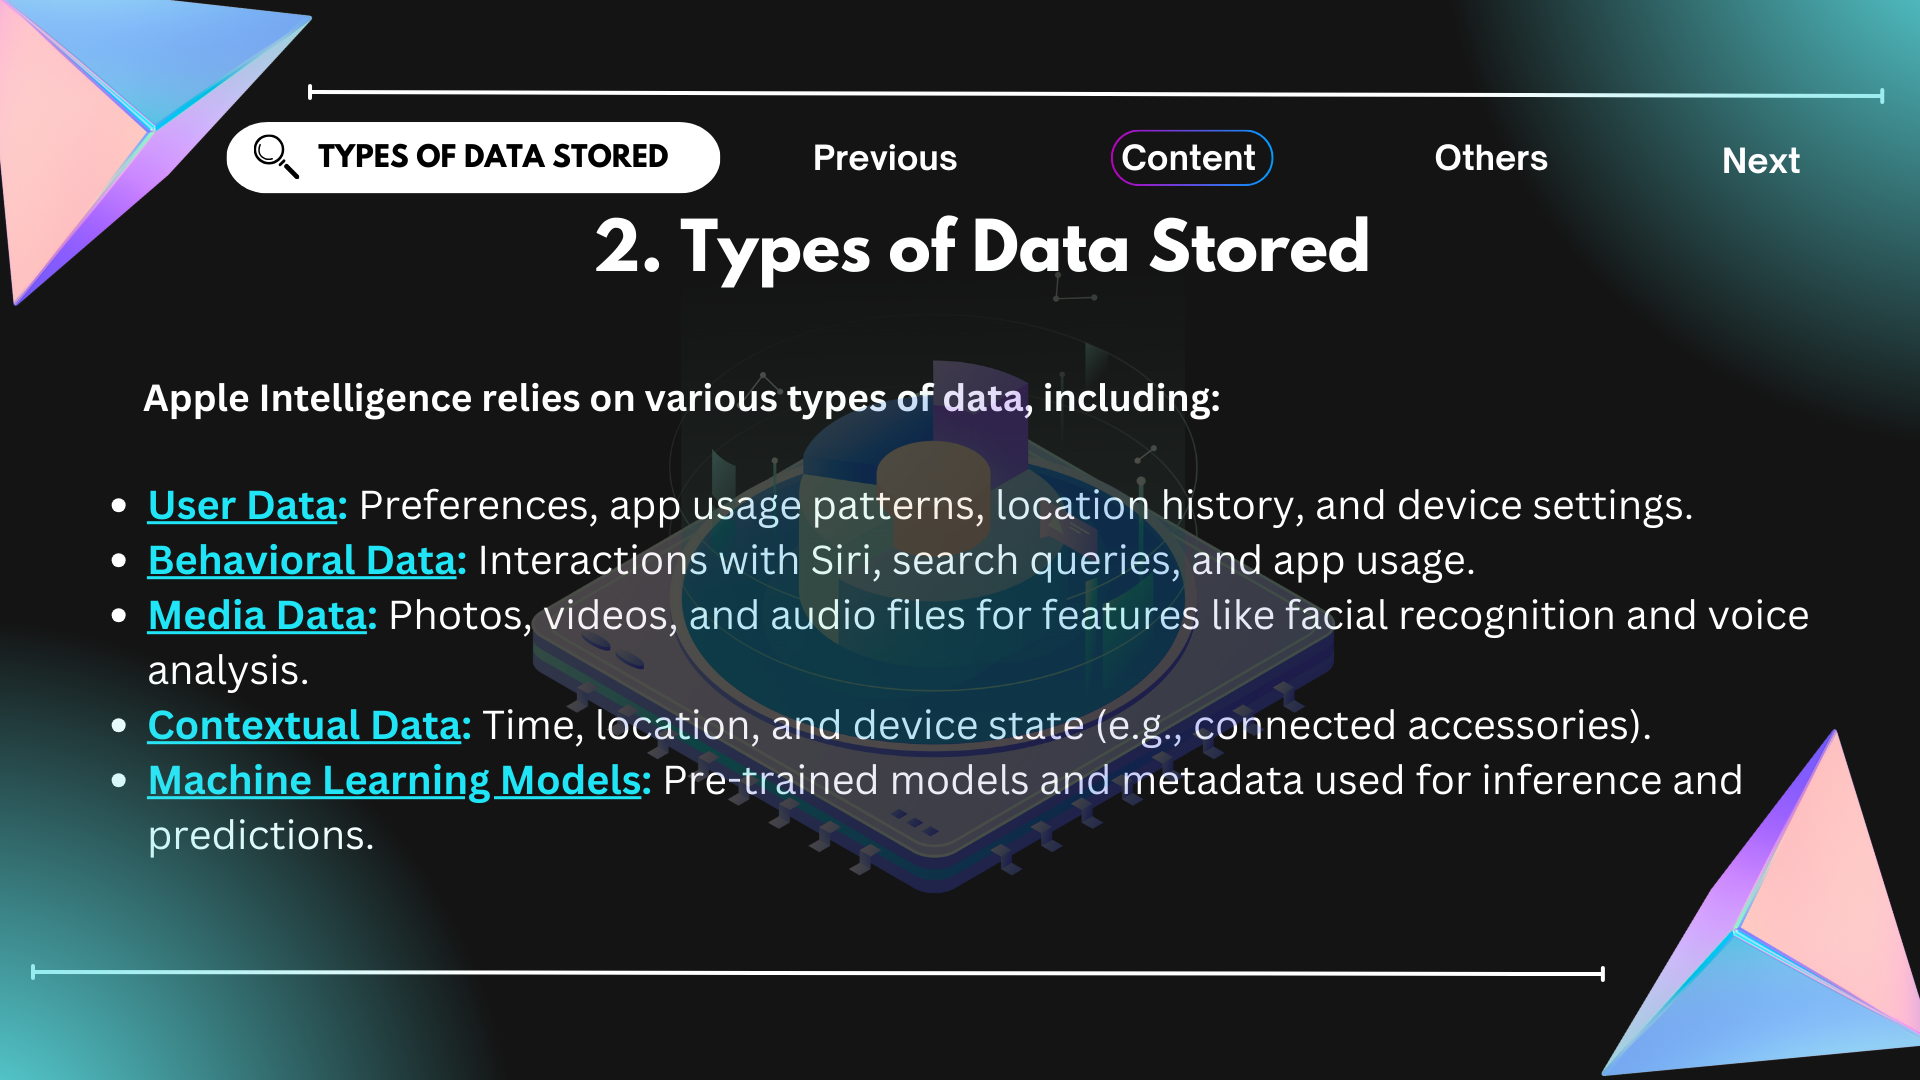 TYPES OF DATA STORED
Previous
Content
Others
Next
2. Types of Data Stored
Apple Intelligence relies on various types of data, including:
• User Data: Preferences, app usage patterns, location history, and device settings.
• Behavioral Data: Interactions with Siri, search queries, and app usage.
• Media Data: Photos, videos, and audio files for features like facial recognition and voice
analysis.
• Contextual Data: Time, location, and device state (e.g., connected accessories).
• Machine Learning Models: Pre-trained models and metadata used for inference and
predictions.